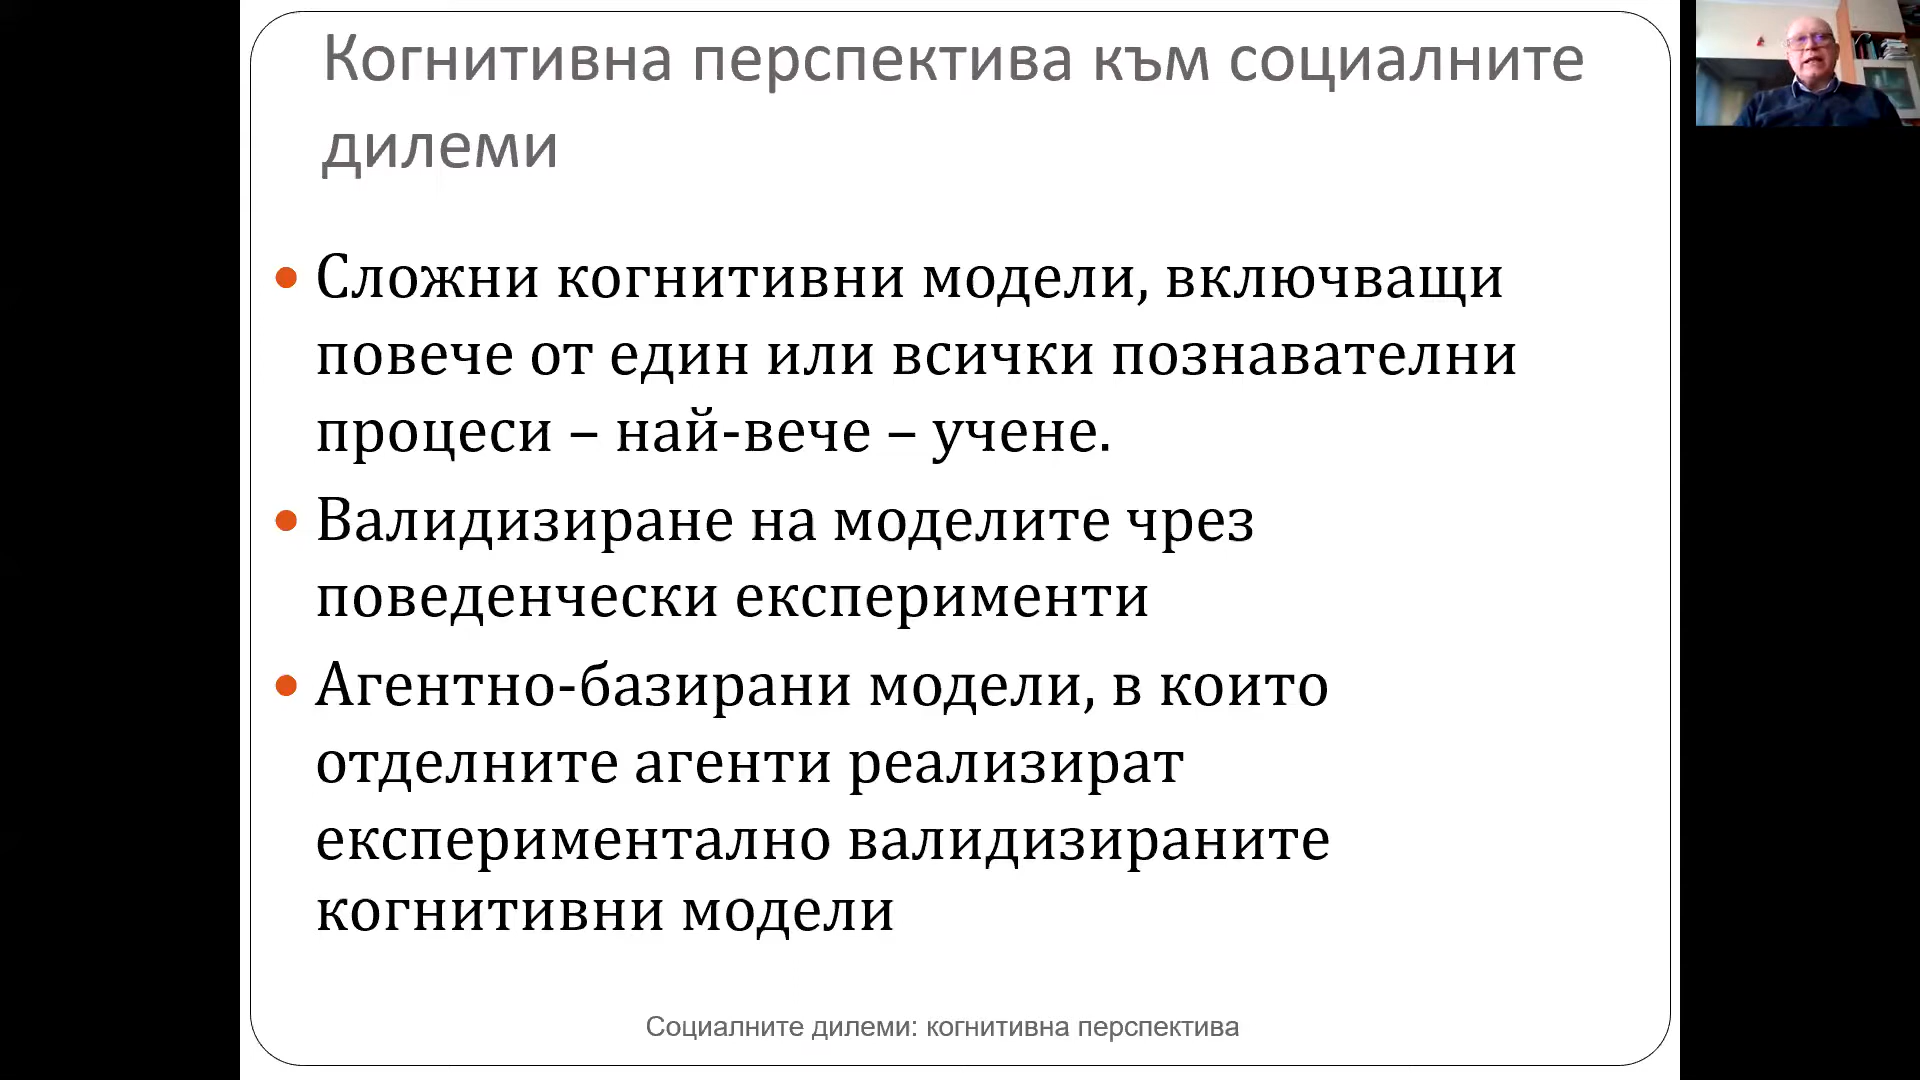 Когнитивна перспектива към социалните
дилеми
• Сложни когнитивни модели, включващи
повече от един или всички познавателни
процеси – най-вече – учене.
• Валидизиране на моделите чрез
поведенчески експерименти
• Агентно-базирани модели, в които
отделните агенти реализират
експериментално валидизираните
когнитивни модели
Социалните дилеми: когнитивна перспектива